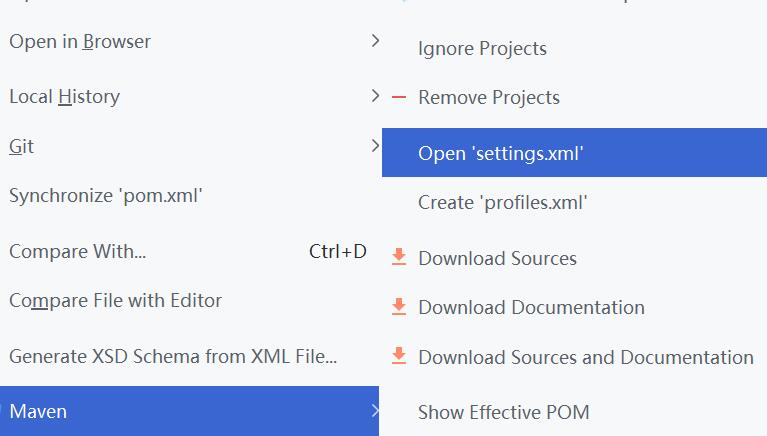 Open in Browser
Local History
Git
Synchronize 'pom.xml'
Compare With... Ctrl+D
Compare File with Editor
Generate XSD Schema from XML File...
Maven
Ignore Projects
Remove Projects
Open 'settings.xml'
Create 'profiles.xml'
Download Sources
Download Documentation
Download Sources and Documentation
Show Effective POM